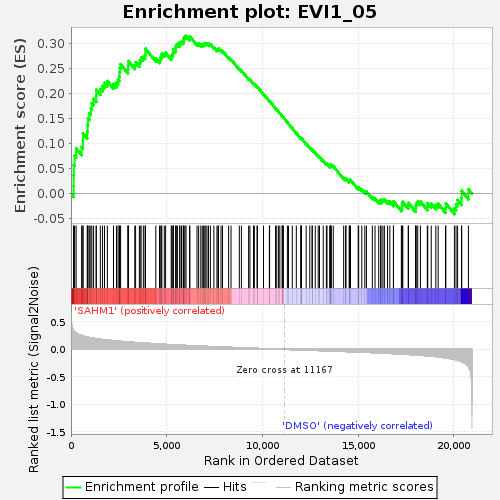 Enrichment plot: EVI1_05
Enrichment score (ES)
0.30
0.25
0.20
0.15
0.10
0.05
0.00
-0.05
'SAHM1' (positively correlated)
Ranked list metric (Signal2Noise)
0.5
0.0
-0.5
-1.0
-1.5
Zero cross at 11167
'DMSO' (negatively correlated)
0
5,000
10,000
15,000
20,000
Rank in Ordered Dataset
Enrichment profile
Hits
Ranking metric scores